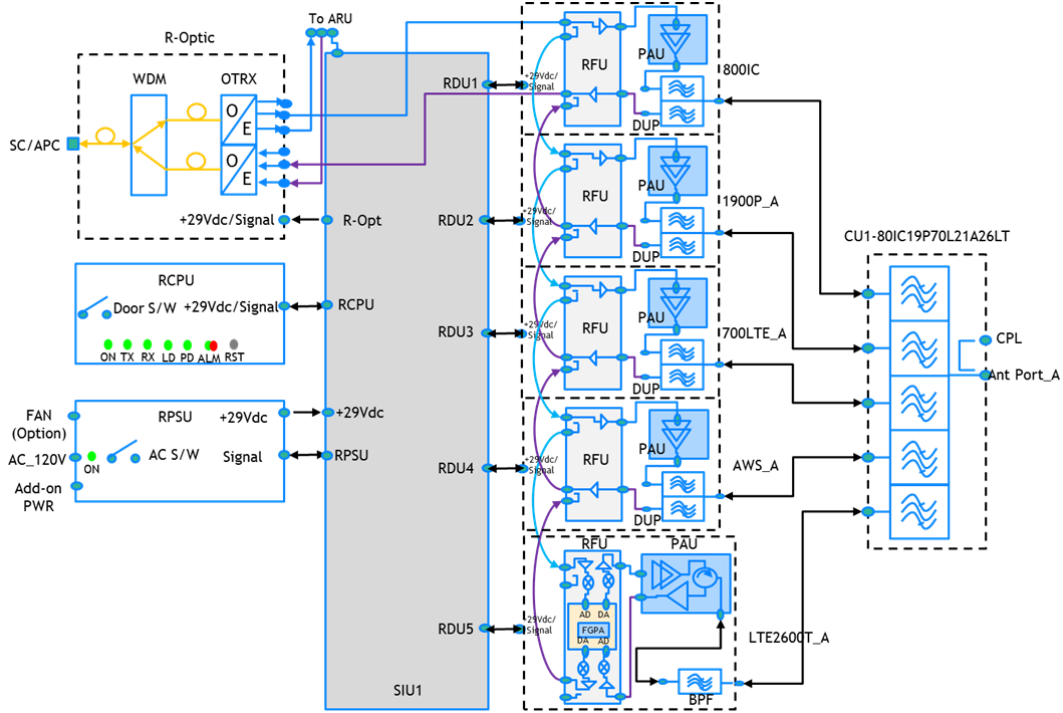 To ARU
R-Optic
WDM
OTRX
O
E
O
E
SC/APC
+29Vdc/Signal
R-Opt
RCPU
Door S/W
+29Vdc/Signal
RCPU
ON TX RX LD PD ALM RST
RPSU
+29Vdc
+29Vdc
FAN
(Option)
AC_120V
ON
AC S/W
Signal
RPSU
Add-on
PWR
SIU1
RDU1
RDU2
RDU3
RDU4
RDU5
+29Vdc/
Signal
RFU
PAU
DUP
800IC
+29Vdc/
Signal
RFU
PAU
DUP
1900P_A
+29Vdc/
Signal
RFU
PAU
DUP
700LTE_A
+29Vdc/
Signal
RFU
PAU
DUP
AWS_A
+29Vdc/
Signal
RFU
PAU
AD DA
FGPA
DA AD
LTE2600T_A
BPF
CU1-80IC19P70L21A26LT
CPL
Ant Port_A